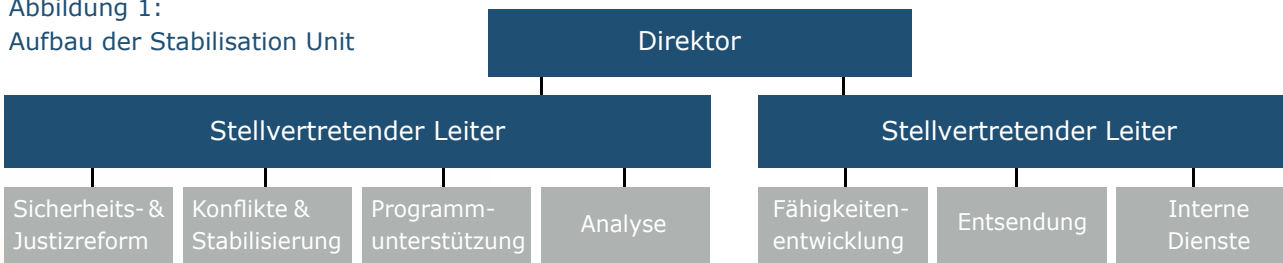 Abbildung 1:
Aufbau der Stabilisation Unit
Direktor
Stellvertretender Leiter
Stellvertretender Leiter
Sicherheits- &
Justizreform
Konflikte &
Stabilisierung
Programm-
unterstützung
Analyse
Fähigkeiten-
entwicklung
Entsendung
Interne
Dienste